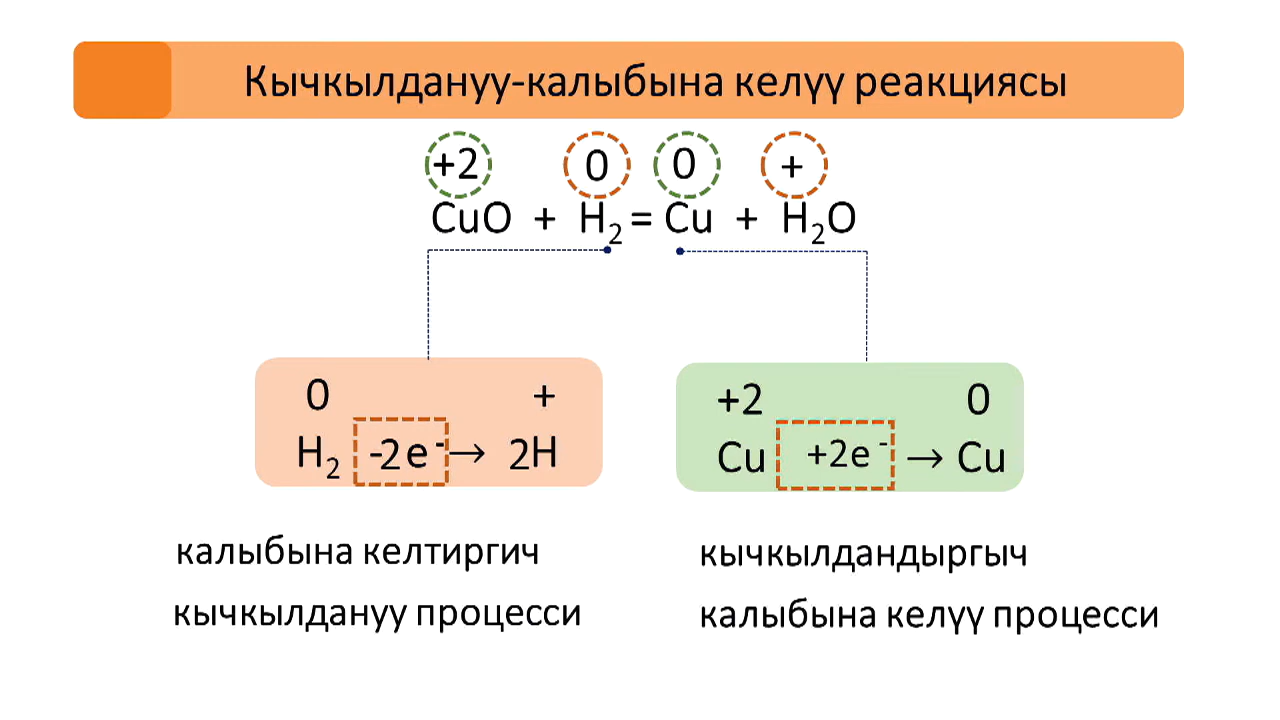 Кычкылдануу-калыбына келүү реакциясы
+2 0 0 +
CuO + H₂ = Cu + H₂O
0 +
H₂ -2e⁻ → 2H
+2 0
Cu +2e⁻ → Cu
калыбына келтиргич
кычкылдануу процесси
кычкылдандыргыч
калыбына келүү процесси